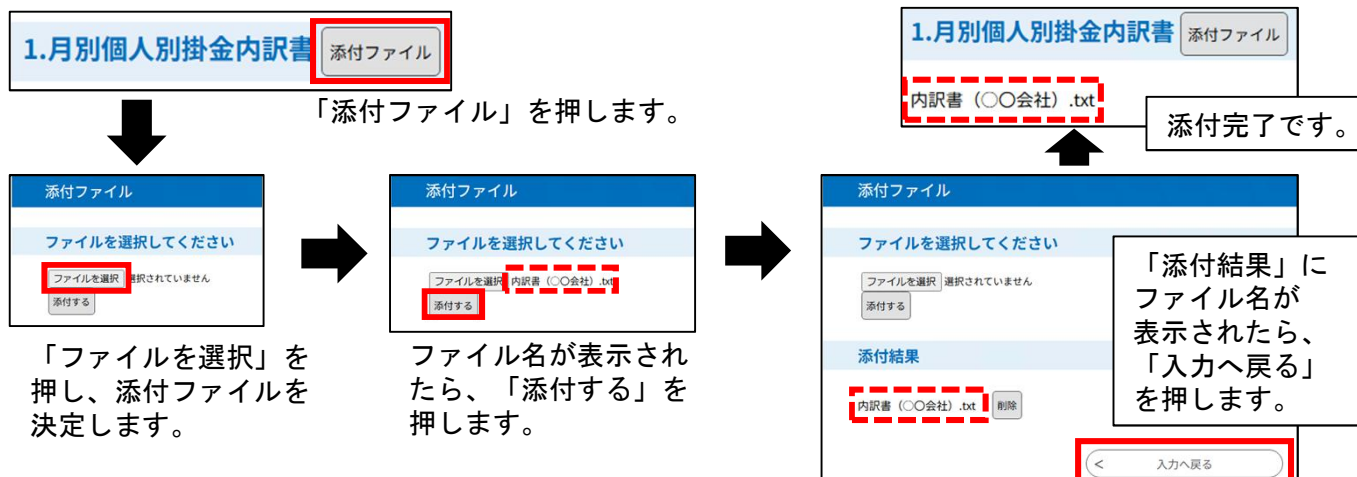 1.月別個人別掛金内訳書 添付ファイル
「添付ファイル」を押します。
添付ファイル
ファイルを選択してください
ファイルを選択 選択されていません
添付する
「ファイルを選択」を
押し、添付ファイルを
決定します。
添付ファイル
ファイルを選択してください
ファイルを選択 内訳書（○○会社）.txt
添付する
ファイル名が表示され
たら、「添付する」を
押します。
添付ファイル
ファイルを選択してください
ファイルを選択 選択されていません
添付する
添付結果
内訳書（○○会社）.txt 削除
< 入力へ戻る
「添付結果」に
ファイル名が
表示されたら、
「入力へ戻る」
を押します。
1.月別個人別掛金内訳書 添付ファイル
内訳書（○○会社）.txt
添付完了です。